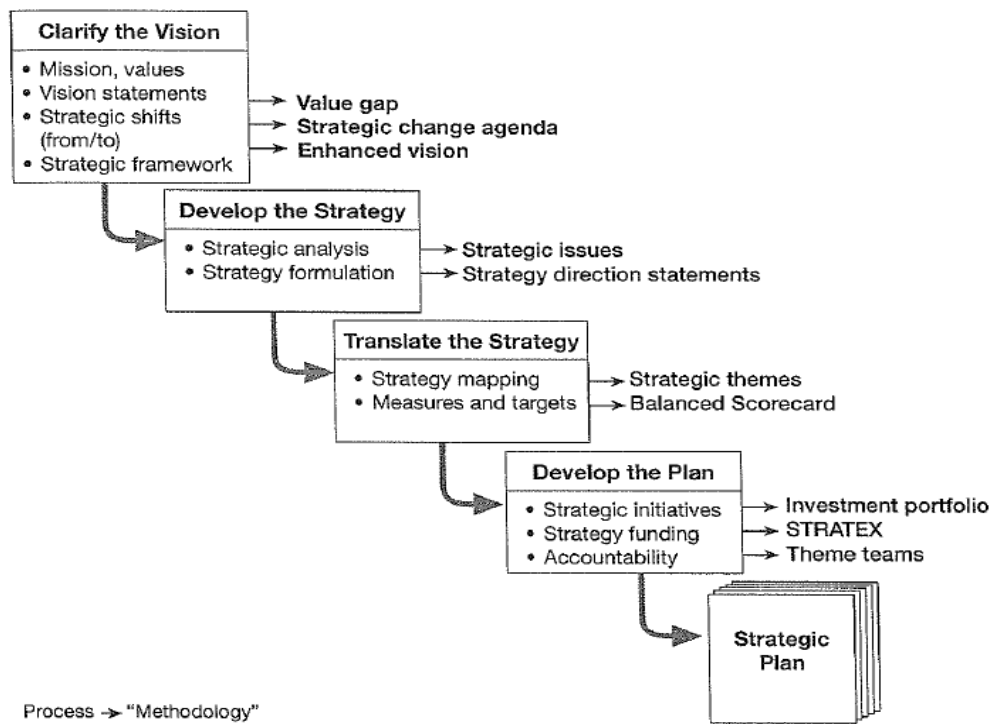 Clarify the Vision
• Mission, values
• Vision statements
• Strategic shifts
(from/to)
• Strategic framework
→ Value gap
→ Strategic change agenda
→ Enhanced vision
Develop the Strategy
• Strategic analysis
• Strategy formulation
→ Strategic issues
→ Strategy direction statements
Translate the Strategy
• Strategy mapping
• Measures and targets
→ Strategic themes
→ Balanced Scorecard
Develop the Plan
• Strategic initiatives
• Strategy funding
• Accountability
→ Investment portfolio
→ STRATEX
→ Theme teams
Strategic
Plan
Process → “Methodology”